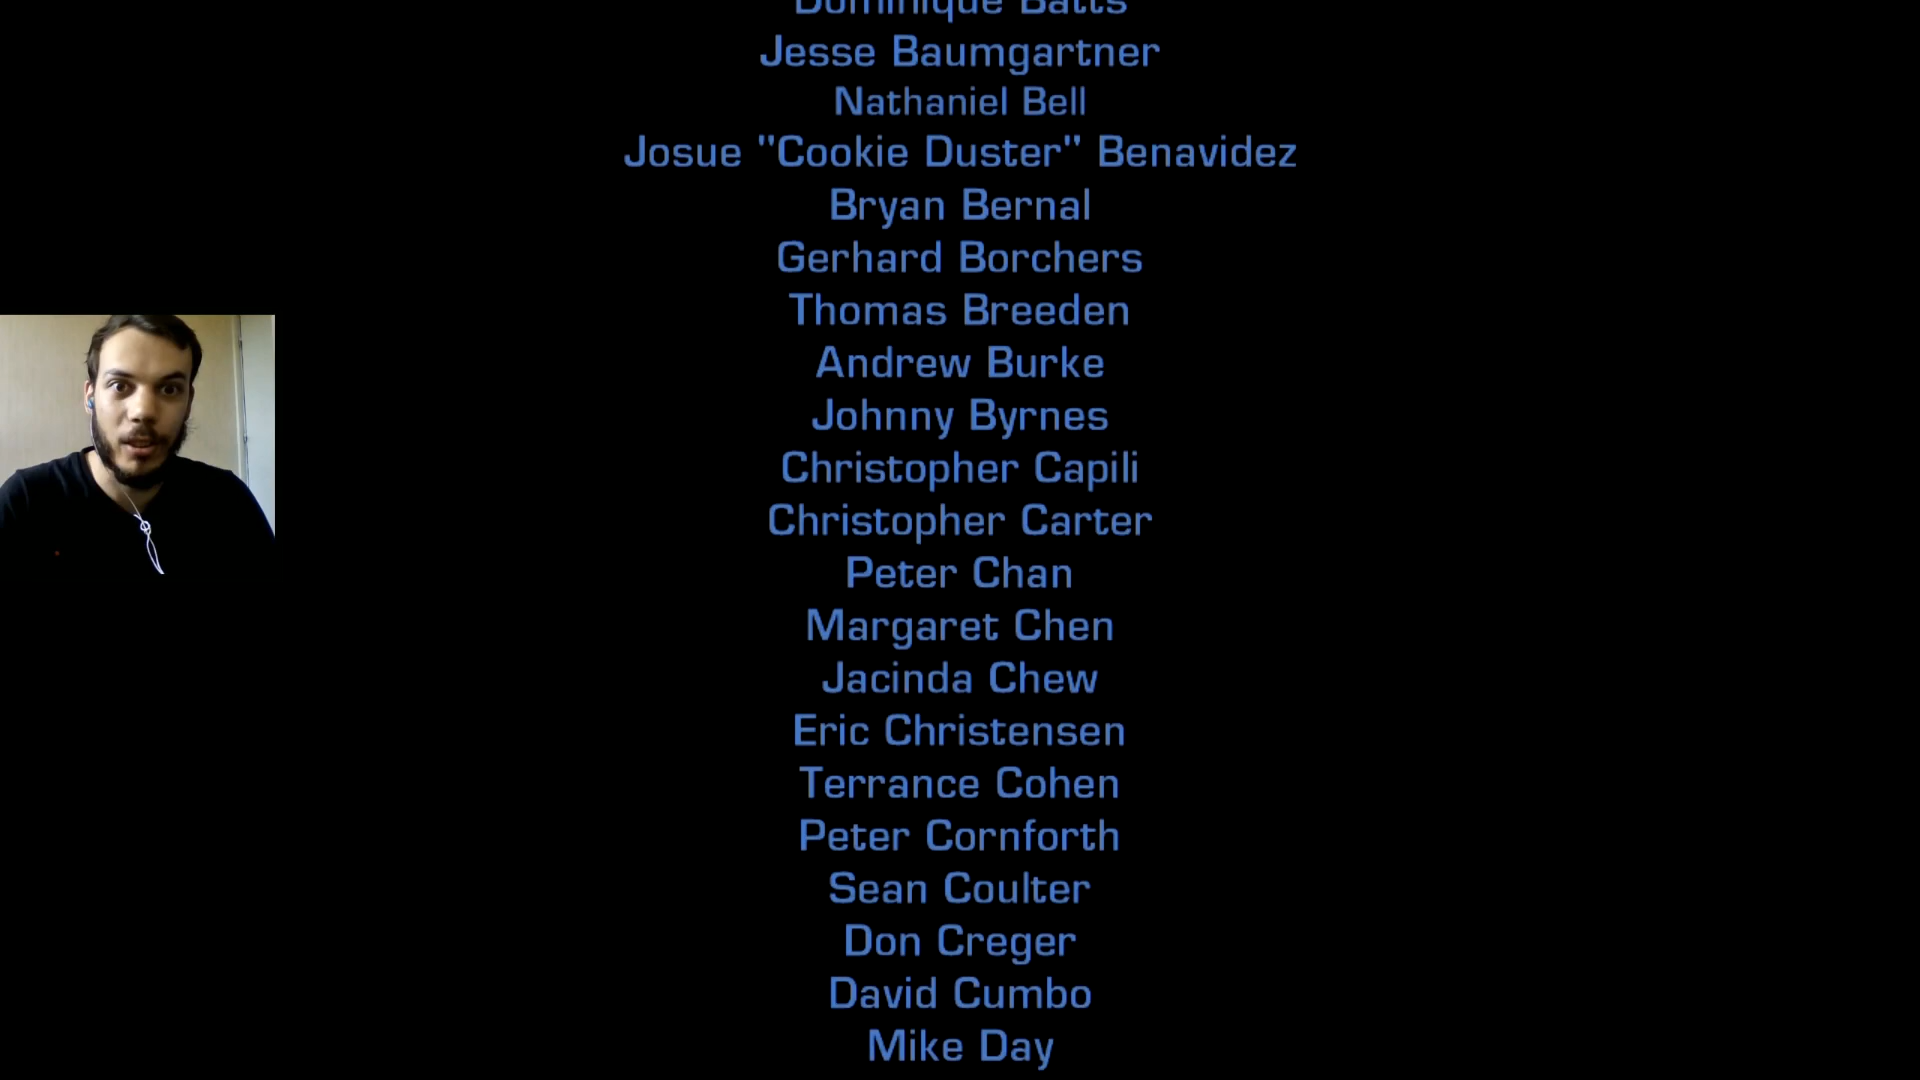 Dominique Batts
Jesse Baumgartner
Nathaniel Bell
Josue "Cookie Duster" Benavidez
Bryan Bernal
Gerhard Borchers
Thomas Breeden
Andrew Burke
Johnny Byrnes
Christopher Capili
Christopher Carter
Peter Chan
Margaret Chen
Jacinda Chew
Eric Christensen
Terrance Cohen
Peter Cornforth
Sean Coulter
Don Creger
David Cumbo
Mike Day